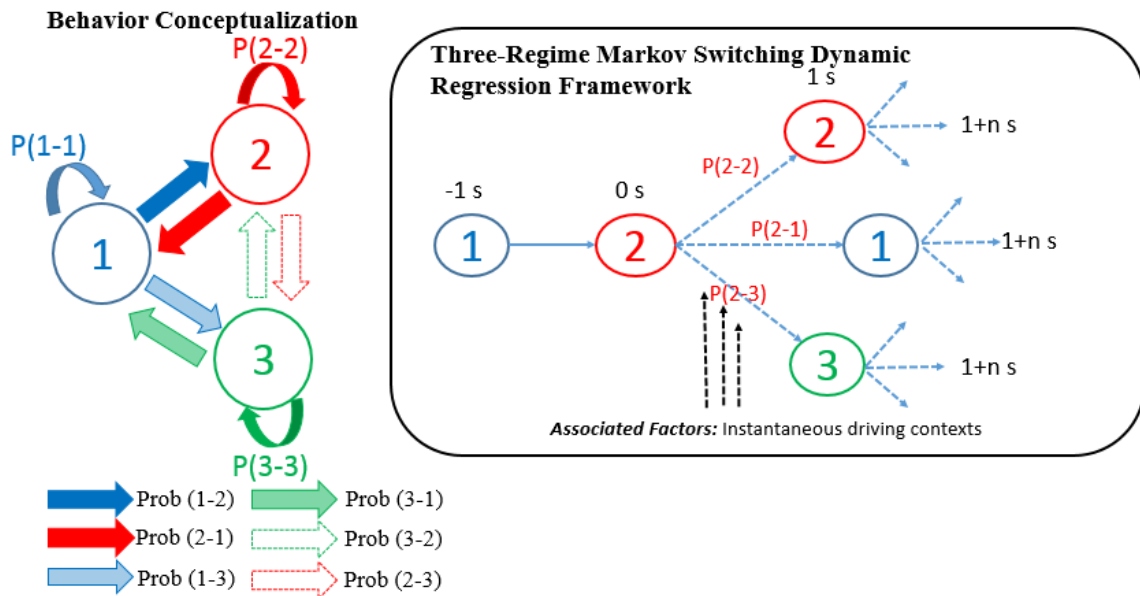 Behavior Conceptualization
P(2-2)
2
P(1-1)
1
3
P(3-3)
Prob (1-2)
Prob (3-1)
Prob (2-1)
Prob (3-2)
Prob (1-3)
Prob (2-3)
Three-Regime Markov Switching Dynamic
Regression Framework
1 s
2
1+n s
P(2-2)
-1 s
0 s
1
2
P(2-1)
1
1+n s
P(2-3)
3
1+n s
Associated Factors: Instantaneous driving contexts